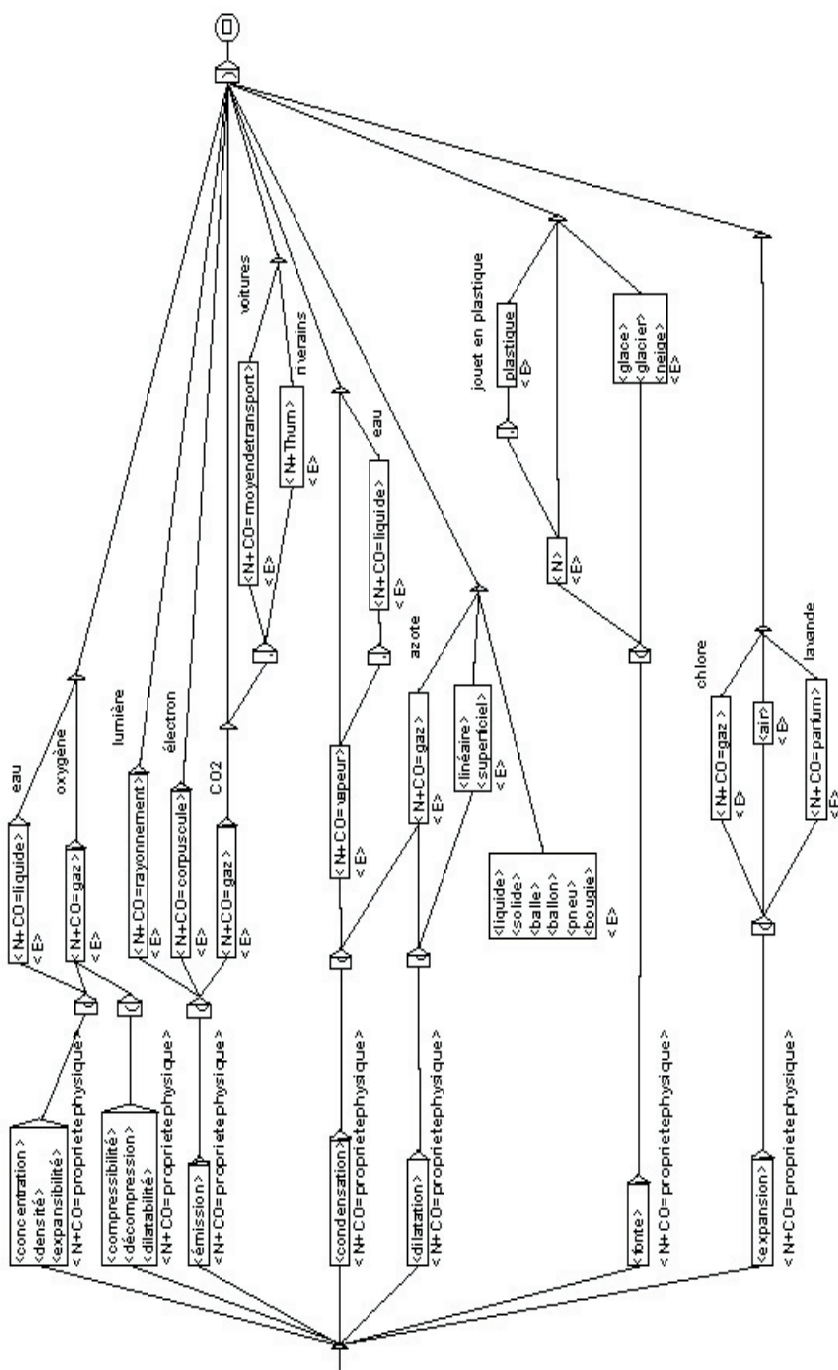 <concentration>
<densité>
<expansibilité>
<N+CO=proprietephysique>
<compressibilité>
<décompression>
<dilatabilité>
<N+CO=proprietephysique>
<émission>
<N+CO=proprietephysique>
<condensation>
<N+CO=proprietephysique>
<dilatation>
<N+CO=proprietephysique>
<fonte>
<N+CO=proprietephysique>
<expansion>
<N+CO=proprietephysique>
eau
<N+CO=liquide>
<E>
oxygène
<N+CO=gaz>
<E>
lumière
<N+CO=rayonnement>
<E>
électron
<N+CO=corpuscule>
<E>
CO2
<N+CO=gaz>
<E>
voitures
<N+CO=moyendetransport>
<E>
riverains
<N+Thum>
<E>
<N+CO=vapeur>
<E>
eau
<N+CO=liquide>
<E>
azote
<N+CO=gaz>
<E>
<linéaire>
<superficiel>
<E>
<liquide>
<solide>
<balle>
<ballon>
<pneu>
<bougie>
<E>
<N>
<E>
jouet en plastique
plastique
<E>
<glace>
<glacier>
<neige>
<E>
chlore
<N+CO=gaz>
<E>
<air>
<E>
lavande
<N+CO=parfum>
<E>